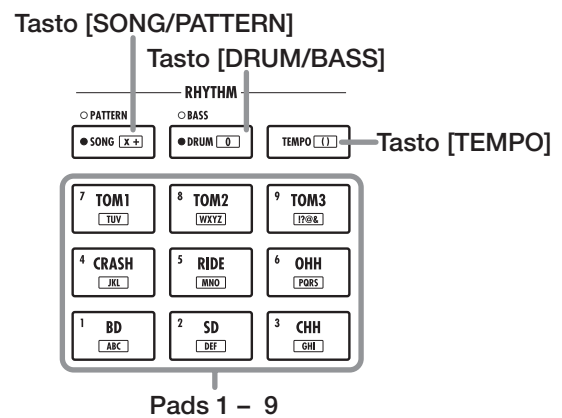 Tasto [SONG/PATTERN]
Tasto [DRUM/BASS]
RHYTHM
○ PATTERN ○ BASS
● SONG X + ● DRUM 0 TEMPO ( ) Tasto [TEMPO]
7 TOM1 8 TOM2 9 TOM3
TUV WXYZ !?@&
4 CRASH 5 RIDE 6 OHH
JKL MNO PQRS
1 BD 2 SD 3 CHH
ABC DEF GHI
Pads 1 – 9